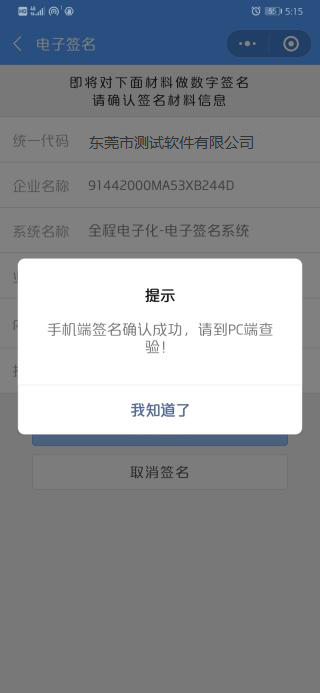 5:15
电子签名
即将对下面材料做数字签名
请确认签名材料信息
统一代码 东莞市测试软件有限公司
企业名称 91442000MA53XB244D
系统名称 全程电子化-电子签名系统
提示
手机端签名确认成功，请到PC端查
验！
我知道了
取消签名